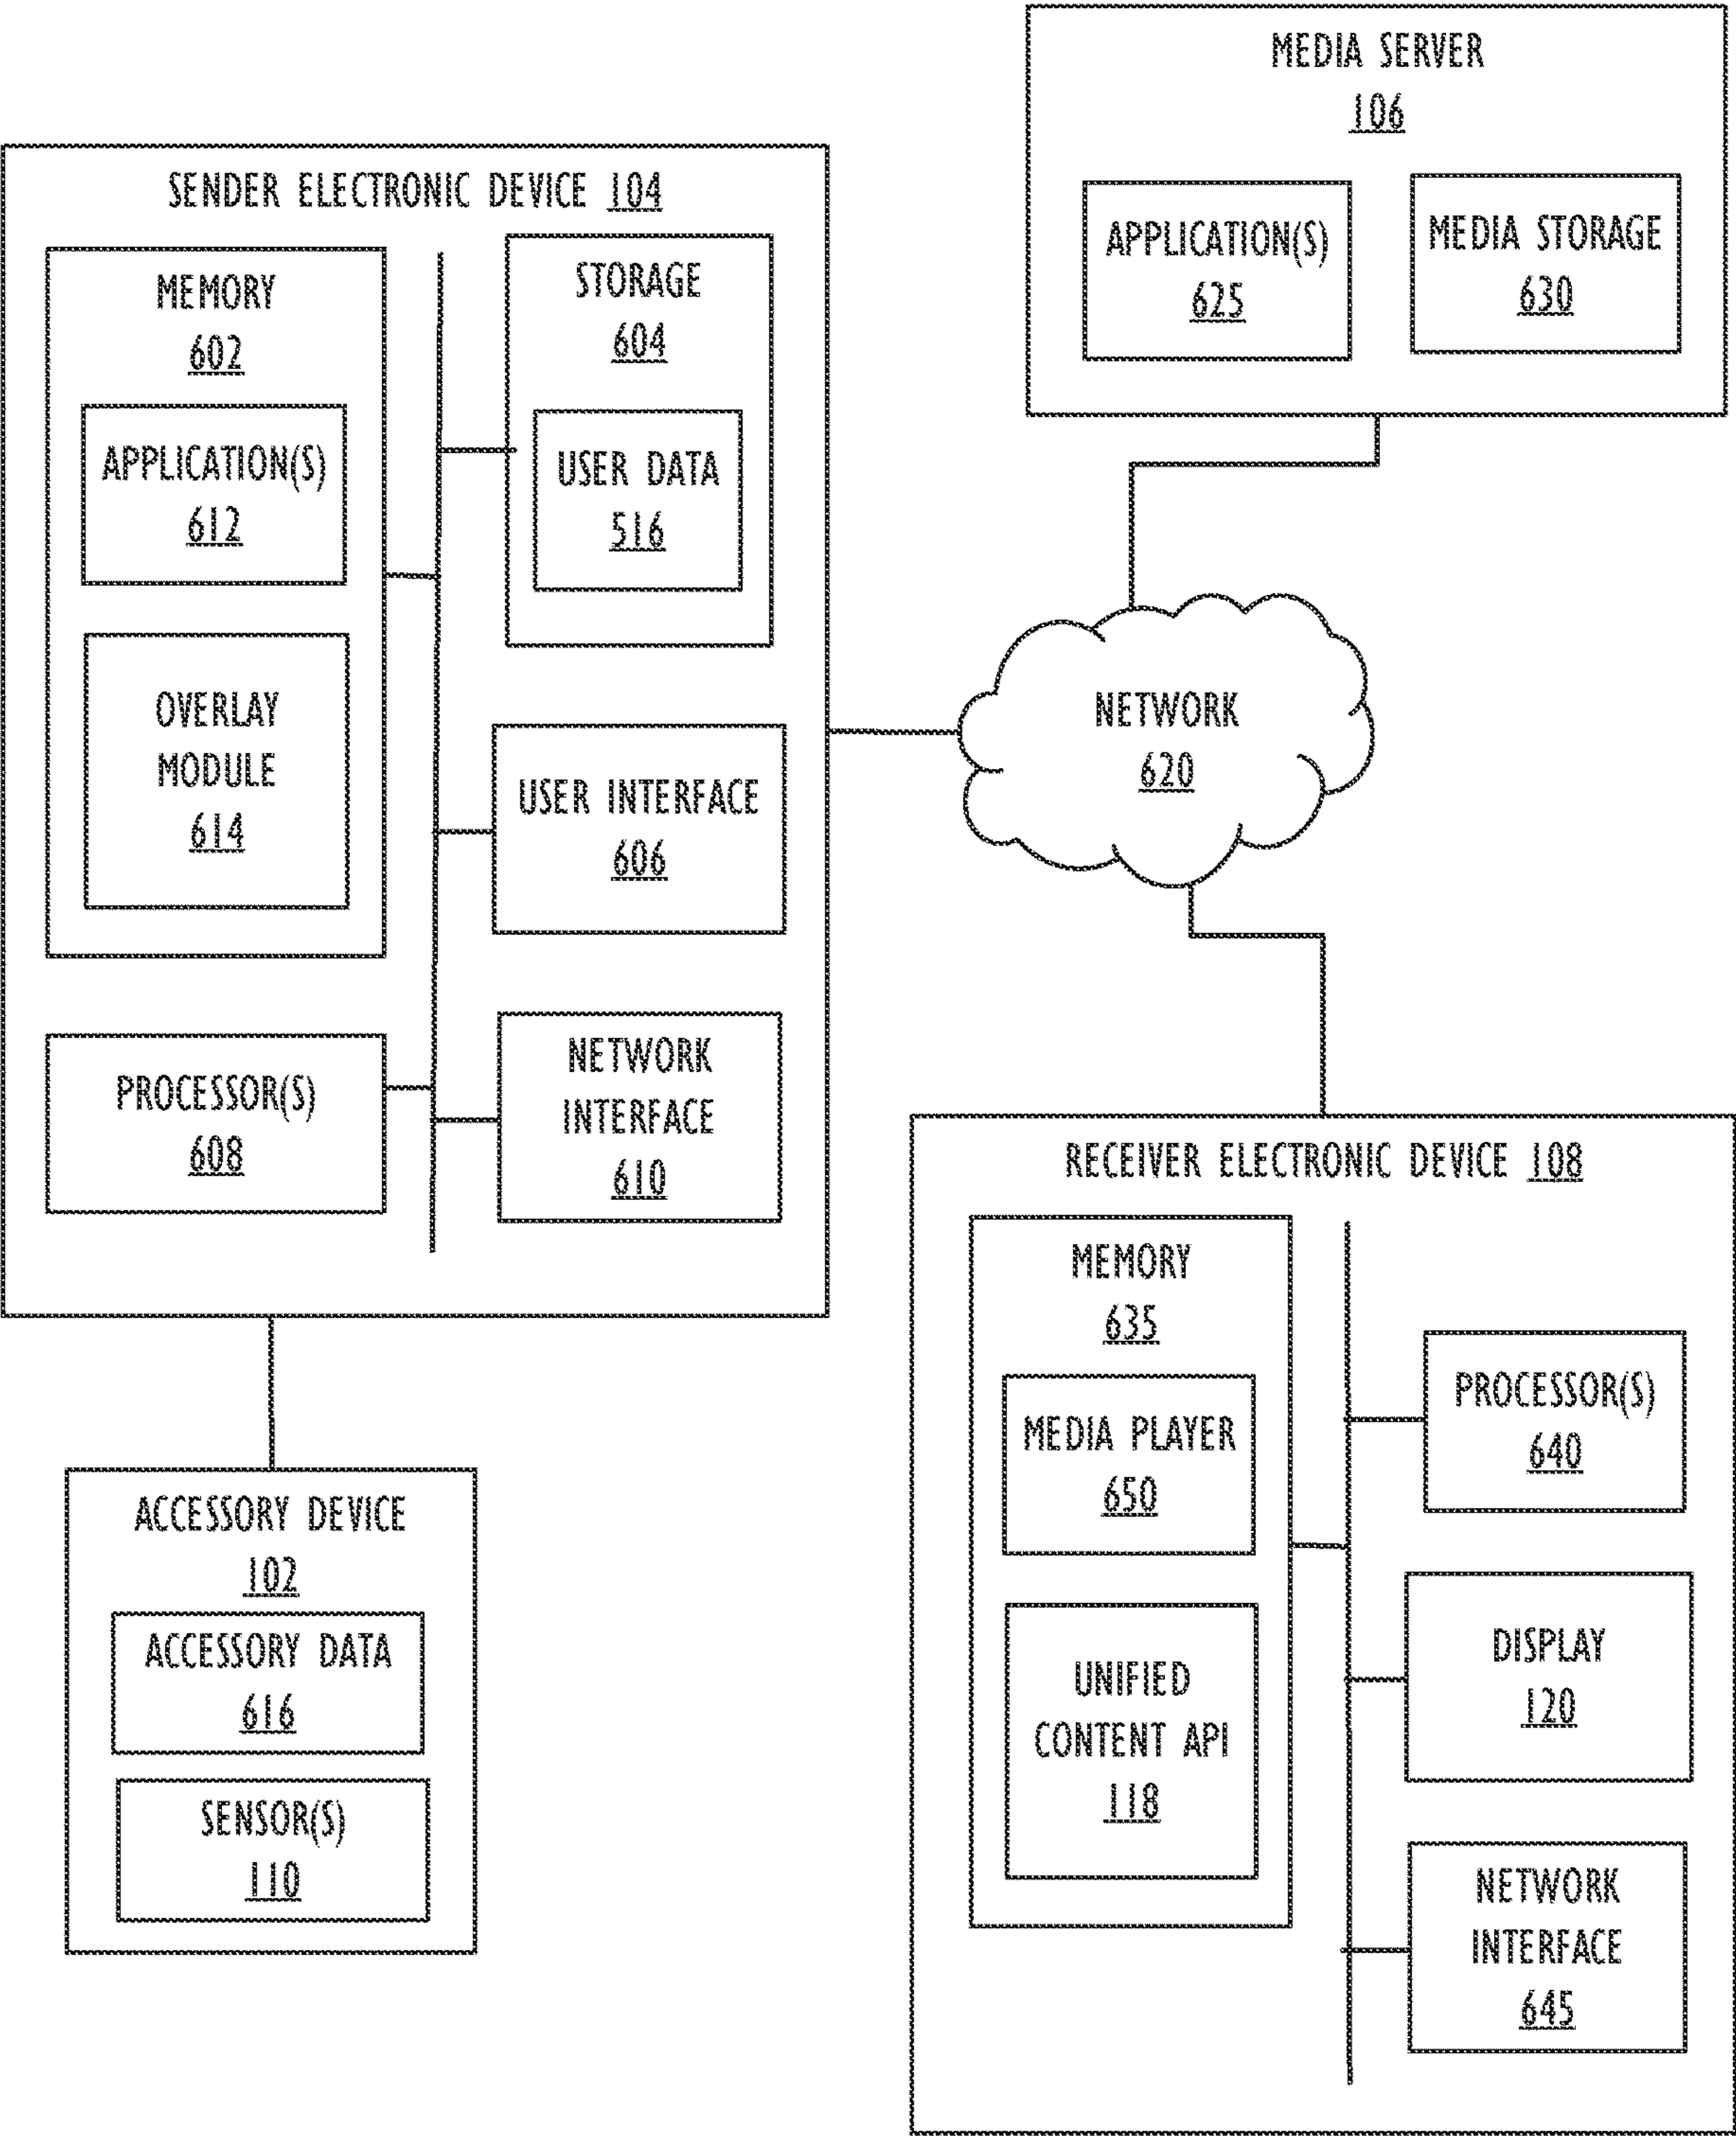 MEDIA SERVER
106
APPLICATION(S)
625
MEDIA STORAGE
630
SENDER ELECTRONIC DEVICE 104
MEMORY
602
APPLICATION(S)
612
OVERLAY
MODULE
614
PROCESSOR(S)
608
STORAGE
604
USER DATA
516
USER INTERFACE
606
NETWORK
INTERFACE
610
NETWORK
620
ACCESSORY DEVICE
102
ACCESSORY DATA
616
SENSOR(S)
110
RECEIVER ELECTRONIC DEVICE 108
MEMORY
635
MEDIA PLAYER
650
UNIFIED
CONTENT API
118
PROCESSOR(S)
640
DISPLAY
120
NETWORK
INTERFACE
645